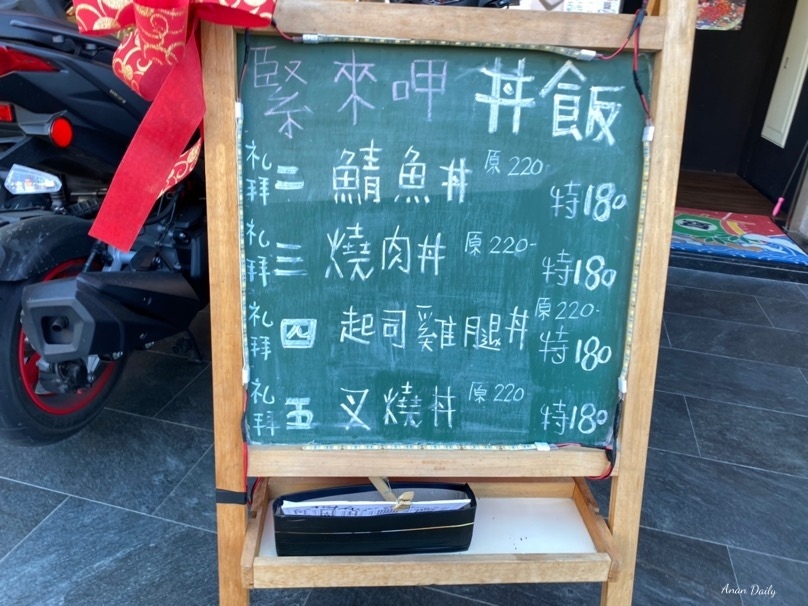 緊來呷丼飯
礼拜二 鯖魚丼 原220 特180
礼拜三 燒肉丼 原220- 特180
礼拜四 起司雞腿丼 原220- 特180
礼拜五 叉燒丼 原220 特180
Anan Daily